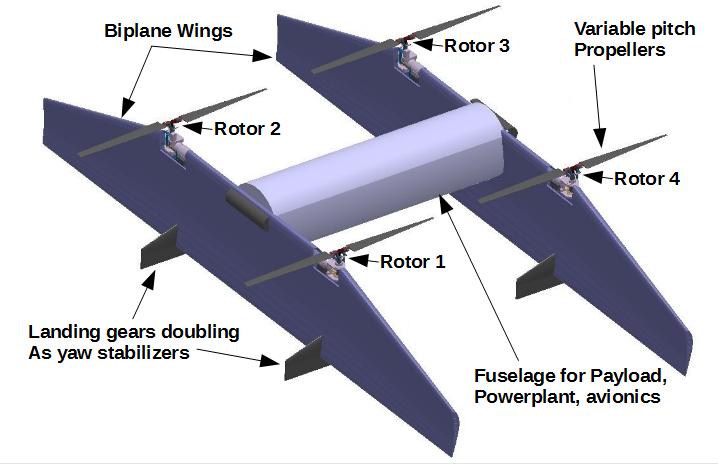 Biplane Wings
Rotor 3
Variable pitch
Propellers
Rotor 2
Rotor 4
Rotor 1
Landing gears doubling
As yaw stabilizers
Fuselage for Payload,
Powerplant, avionics